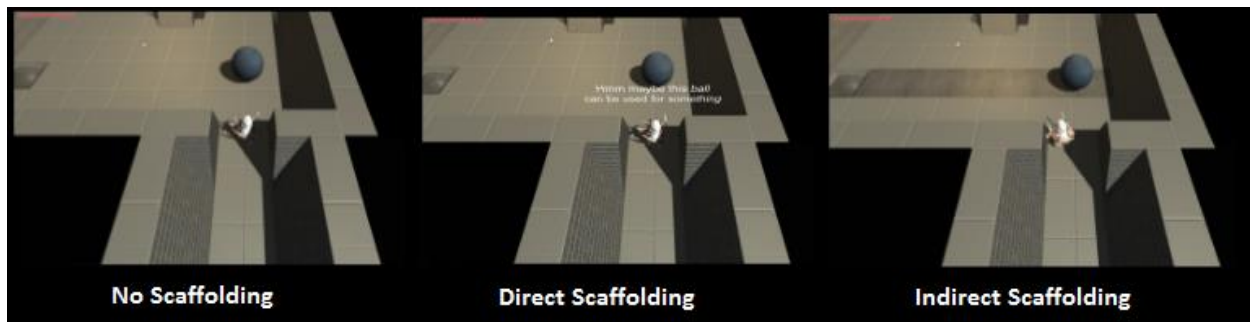 Hmm maybe this ball
can be used for something
No Scaffolding
Direct Scaffolding
Indirect Scaffolding